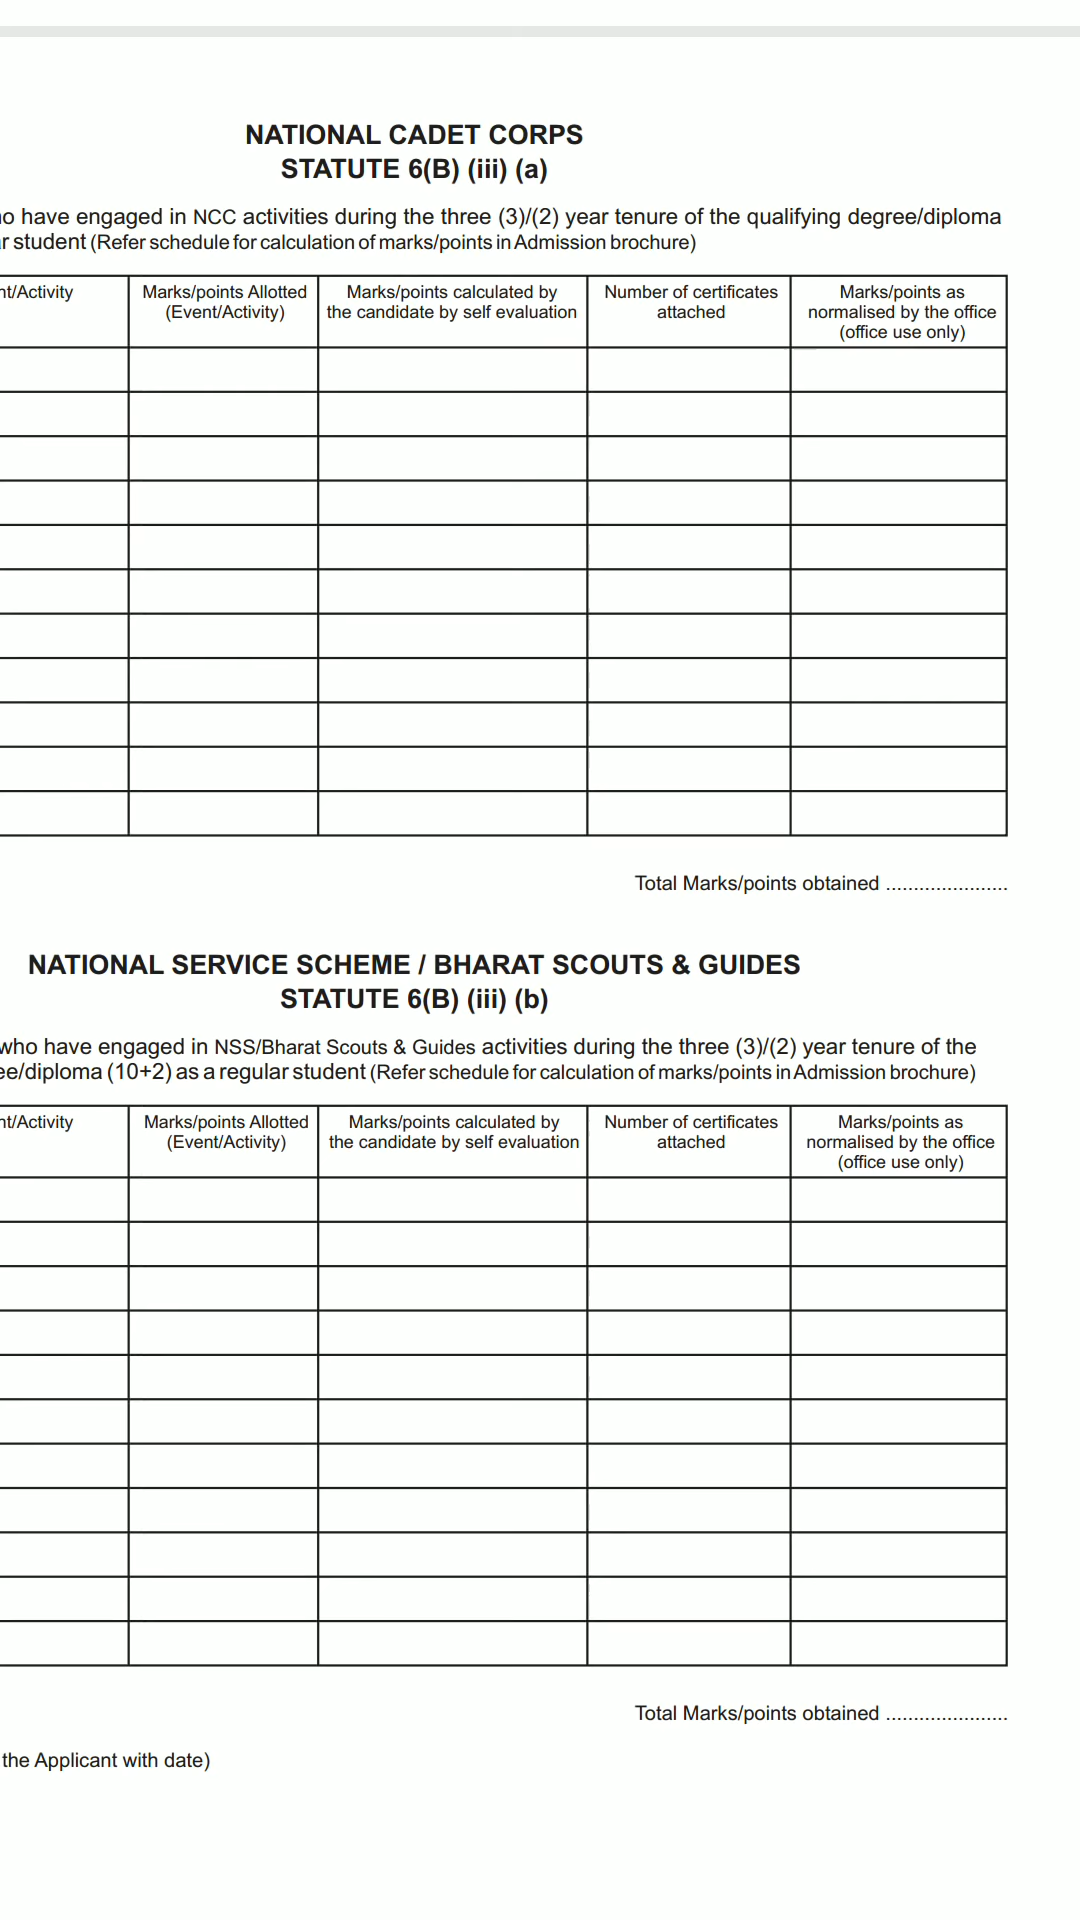 NATIONAL CADET CORPS
STATUTE 6(B) (iii) (a)
have engaged in NCC activities during the three (3)/(2) year tenure of the qualifying degree/diploma
student (Refer schedule for calculation of marks/points in Admission brochure)
Marks/points Allotted (Event/Activity)
Marks/points calculated by the candidate by self evaluation
Number of certificates attached
Marks/points as normalised by the office (office use only)
Total Marks/points obtained ......................
NATIONAL SERVICE SCHEME / BHARAT SCOUTS & GUIDES
STATUTE 6(B) (iii) (b)
who have engaged in NSS/Bharat Scouts & Guides activities during the three (3)/(2) year tenure of the
(10+2) as a regular student (Refer schedule for calculation of marks/points in Admission brochure)
Marks/points Allotted (Event/Activity)
Marks/points calculated by the candidate by self evaluation
Number of certificates attached
Marks/points as normalised by the office (office use only)
Total Marks/points obtained ......................
the Applicant with date)